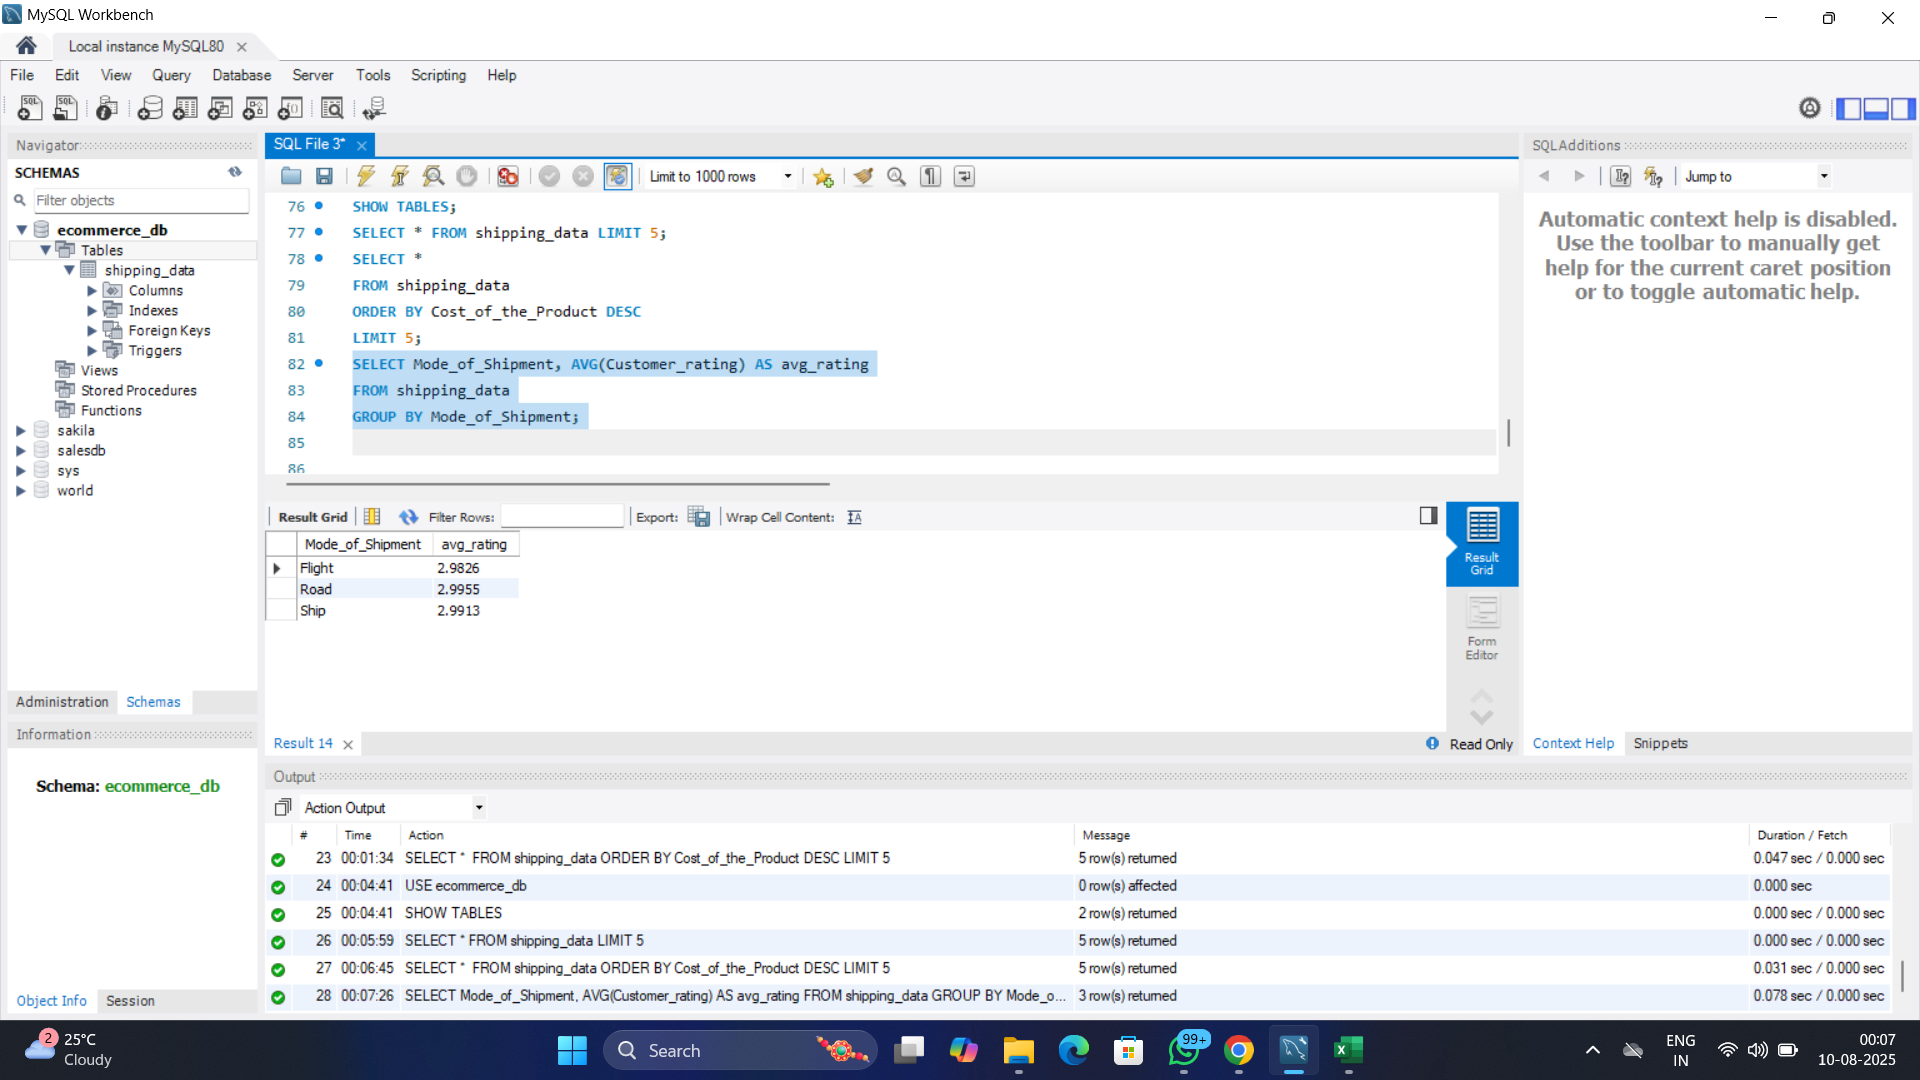 MySQL Workbench
Local instance MySQL80
File Edit View Query Database Server Tools Scripting Help
Navigator
SCHEMAS
Filter objects
ecommerce_db
Tables
shipping_data
Columns
Indexes
Foreign Keys
Triggers
Views
Stored Procedures
Functions
sakila
salesdb
sys
world
Administration Schemas
Information
Schema: ecommerce_db
Object Info Session
SQL File 3*
Limit to 1000 rows
76 SHOW TABLES;
77 SELECT * FROM shipping_data LIMIT 5;
78 SELECT *
79 FROM shipping_data
80 ORDER BY Cost_of_the_Product DESC
81 LIMIT 5;
82 SELECT Mode_of_Shipment, AVG(Customer_rating) AS avg_rating
83 FROM shipping_data
84 GROUP BY Mode_of_Shipment;
85
86
Result Grid Filter Rows: Export: Wrap Cell Content:
Mode_of_Shipment avg_rating
Flight 2.9826
Road 2.9955
Ship 2.9913
Result Grid
Form Editor
Result 14
Read Only
SQLAdditions
Jump to
Automatic context help is disabled.
Use the toolbar to manually get
help for the current caret position
or to toggle automatic help.
Context Help Snippets
Output
Action Output
# Time Action Message Duration / Fetch
23 00:01:34 SELECT * FROM shipping_data ORDER BY Cost_of_the_Product DESC LIMIT 5 5 row(s) returned 0.047 sec / 0.000 sec
24 00:04:41 USE ecommerce_db 0 row(s) affected 0.000 sec
25 00:04:41 SHOW TABLES 2 row(s) returned 0.000 sec / 0.000 sec
26 00:05:59 SELECT * FROM shipping_data LIMIT 5 5 row(s) returned 0.000 sec / 0.000 sec
27 00:06:45 SELECT * FROM shipping_data ORDER BY Cost_of_the_Product DESC LIMIT 5 5 row(s) returned 0.031 sec / 0.000 sec
28 00:07:26 SELECT Mode_of_Shipment, AVG(Customer_rating) AS avg_rating FROM shipping_data GROUP BY Mode_o... 3 row(s) returned 0.078 sec / 0.000 sec
2
25°C
Cloudy
Search
99+
ENG
IN
00:07
10-08-2025